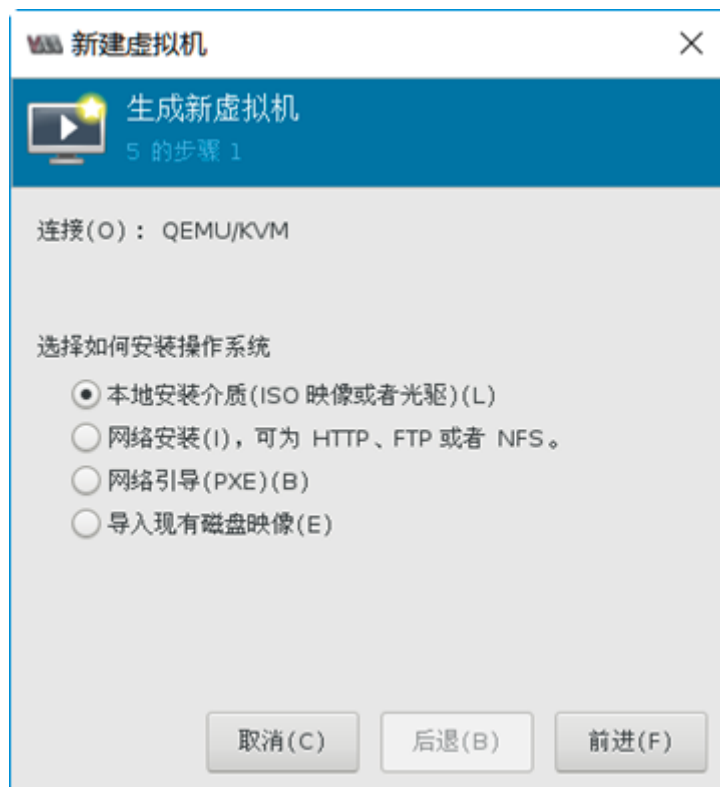 新建虚拟机
生成新虚拟机
5 的步骤 1
连接(O)： QEMU/KVM
选择如何安装操作系统
本地安装介质(ISO 映像或者光驱)(L)
网络安装(I)，可为 HTTP、FTP 或者 NFS。
网络引导(PXE)(B)
导入现有磁盘映像(E)
取消(C) 后退(B) 前进(F)